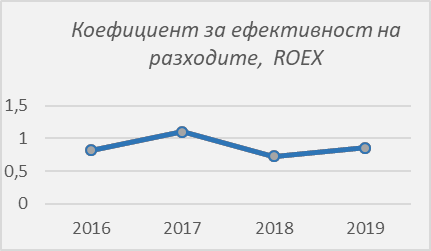 Коефициент за ефективност на
разходите, ROEX
1,5
1
0,5
0
2016 2017 2018 2019